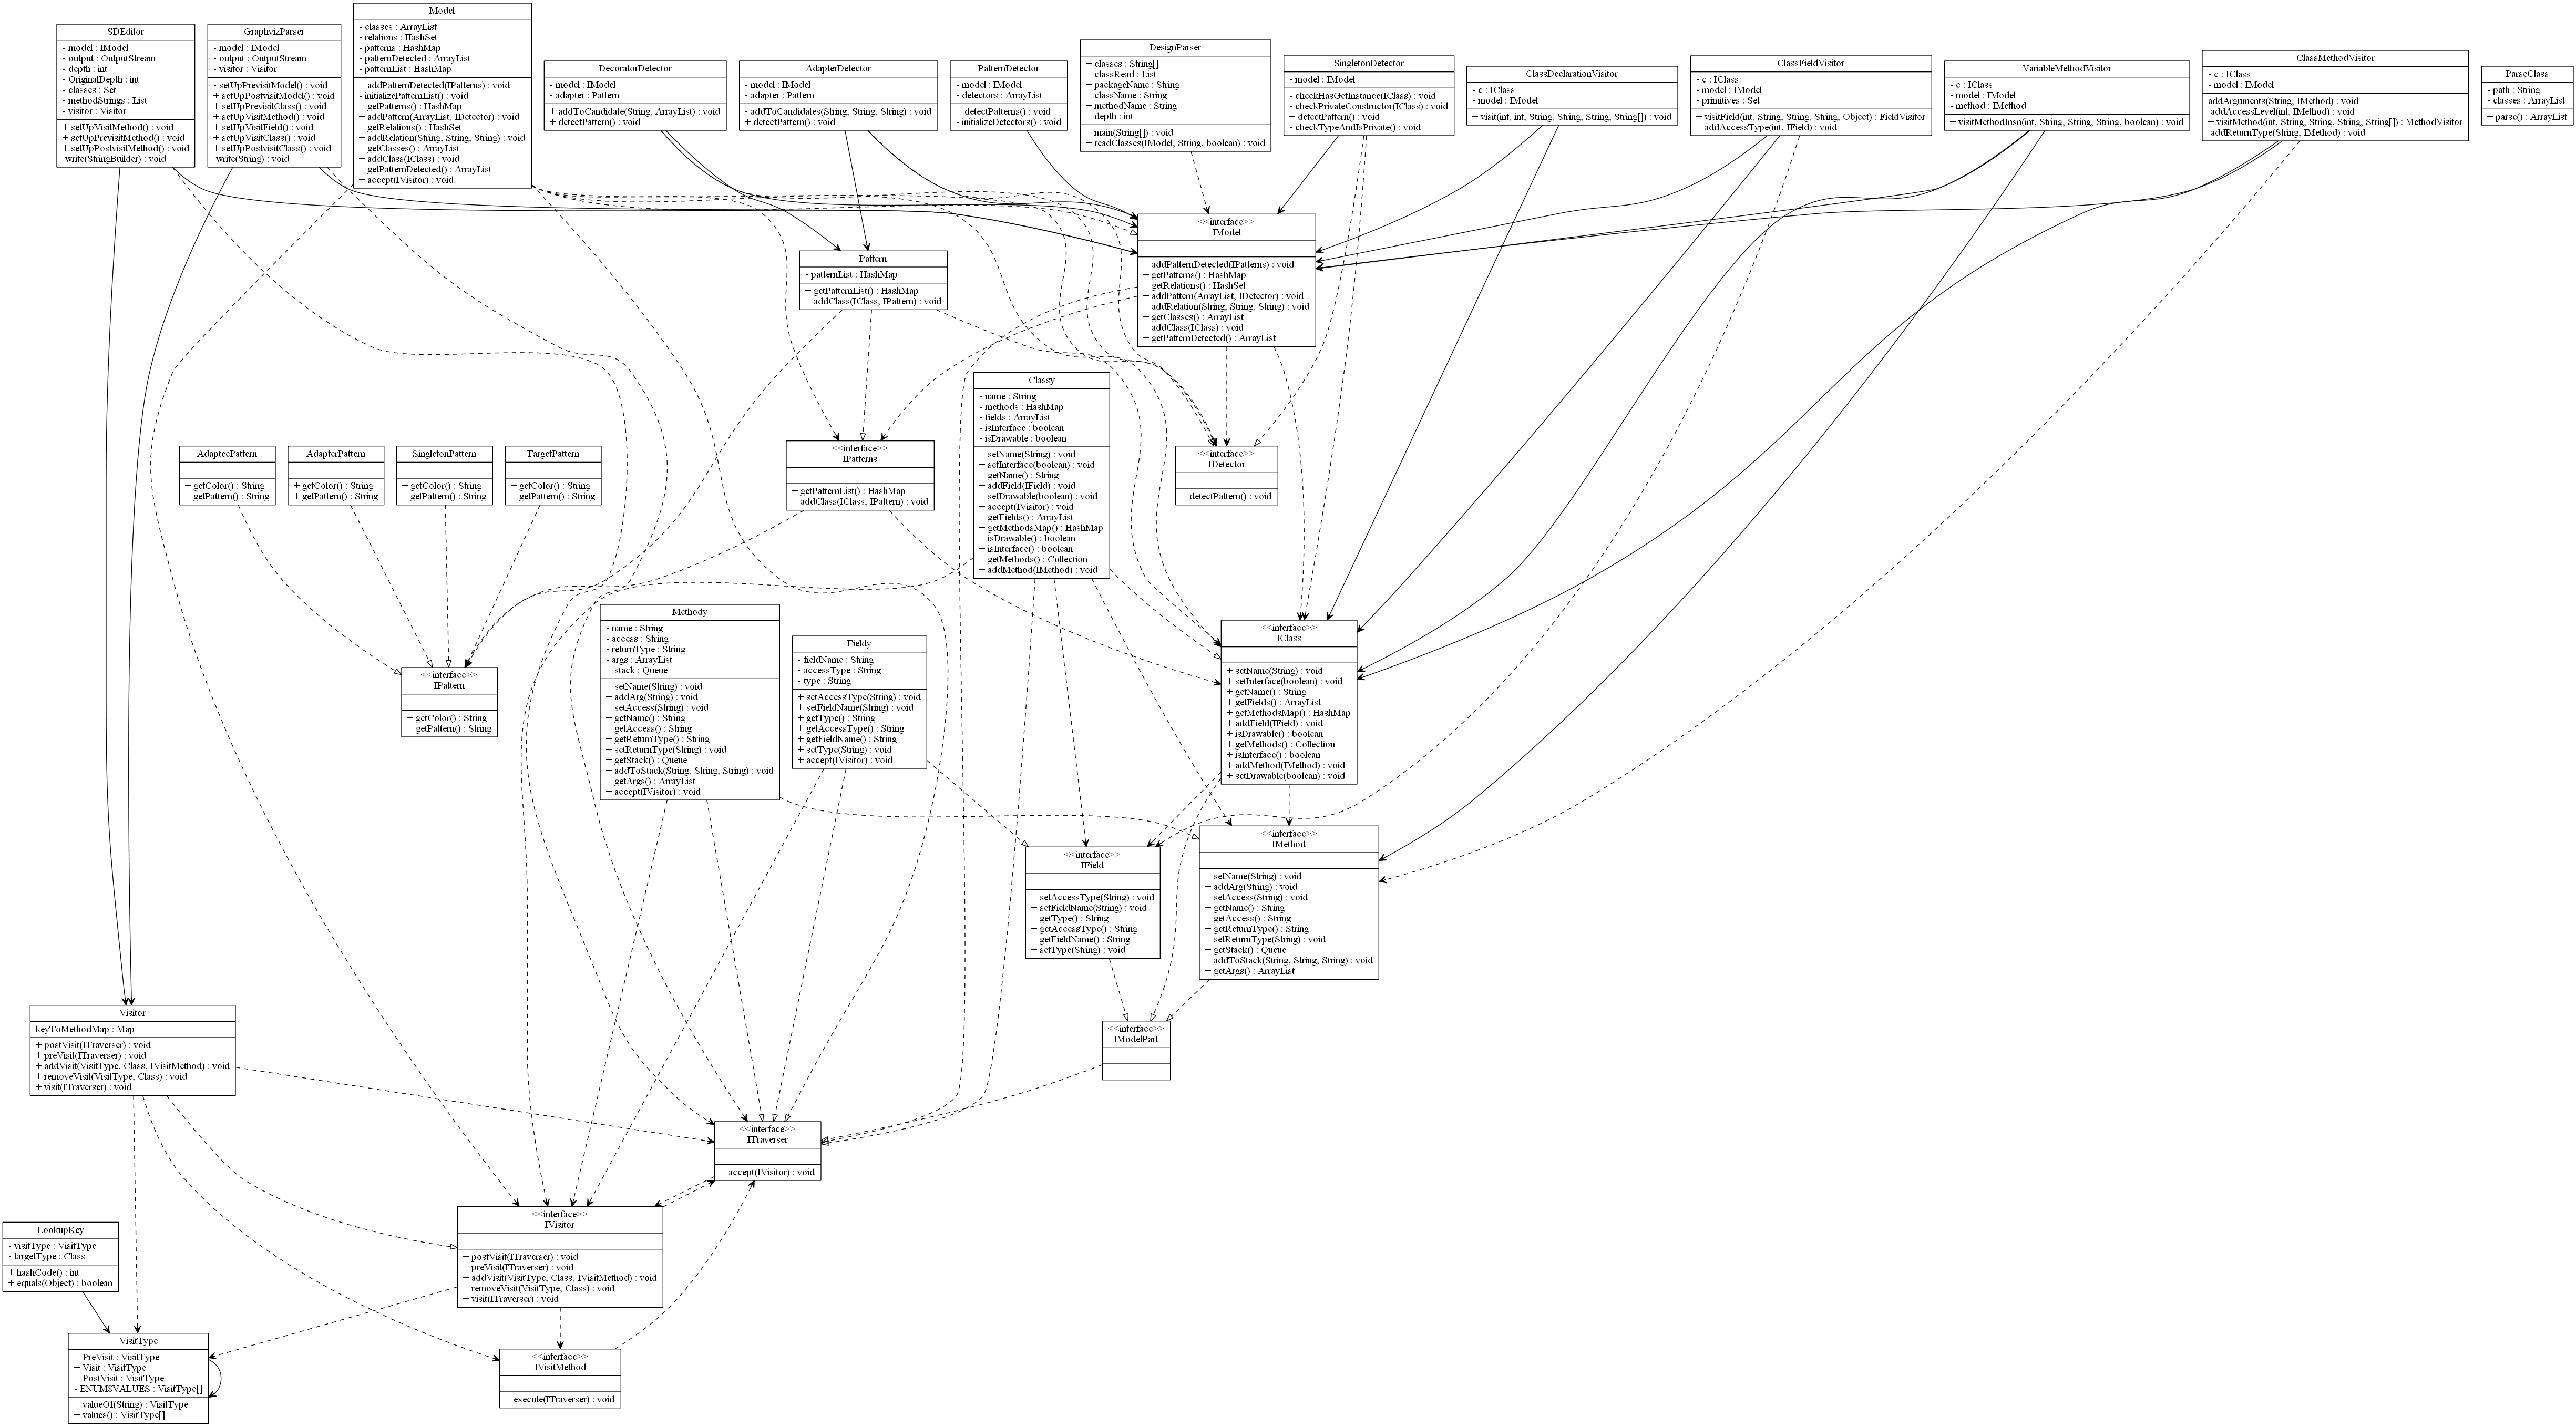 SDEditor
- model : IModel
- output : OutputStream
- depth : int
- OriginalDepth : int
- classes : Set
- methodStrings : List
- visitor : Visitor
+ setUpVisitMethod() : void
+ setUpPrevisitMethod() : void
+ setUpPostvisitMethod() : void
write(StringBuilder) : void
GraphvizParser
- model : IModel
- output : OutputStream
- visitor : Visitor
- setUpPrevisitModel() : void
+ setUpPostvisitModel() : void
+ setUpPrevisitClass() : void
+ setUpVisitMethod() : void
+ setUpVisitField() : void
+ setUpVisitClass() : void
+ setUpPostvisitClass() : void
write(String) : void
Model
- classes : ArrayList
- relations : HashSet
- patterns : HashMap
- patternDetected : ArrayList
- patternList : HashMap
+ addPatternDetected(IPatterns) : void
- initializePatternList() : void
+ getPatterns() : HashMap
+ addPattern(ArrayList, IDetector) : void
+ getRelations() : HashSet
+ addRelation(String, String, String) : void
+ getClasses() : ArrayList
+ addClass(IClass) : void
+ getPatternDetected() : ArrayList
+ accept(IVisitor) : void
DecoratorDetector
- model : IModel
- adapter : Pattern
+ addToCandidate(String, ArrayList) : void
+ detectPattern() : void
AdapterDetector
- model : IModel
- adapter : Pattern
- addToCandidates(String, String, String) : void
+ detectPattern() : void
PatternDetector
- model : IModel
- detectors : ArrayList
+ detectPatterns() : void
- initializeDetectors() : void
DesignParser
+ classes : String[]
+ classRead : List
+ packageName : String
+ className : String
+ methodName : String
+ depth : int
+ main(String[]) : void
+ readClasses(IModel, String, boolean) : void
SingletonDetector
- model : IModel
- checkHasGetInstance(IClass) : void
- checkPrivateConstructor(IClass) : void
+ detectPattern() : void
- checkTypeAndIsPrivate() : void
ClassDeclarationVisitor
- c : IClass
- model : IModel
+ visit(int, int, String, String, String, String[]) : void
ClassFieldVisitor
- c : IClass
- model : IModel
- primitives : Set
+ visitField(int, String, String, String, Object) : FieldVisitor
+ addAccessType(int, IField) : void
VariableMethodVisitor
- c : IClass
- model : IModel
- method : IMethod
+ visitMethodInsn(int, String, String, String, boolean) : void
ClassMethodVisitor
- c : IClass
- model : IModel
addArguments(String, IMethod) : void
addAccessLevel(int, IMethod) : void
+ visitMethod(int, String, String, String, String[]) : MethodVisitor
addReturnType(String, IMethod) : void
ParseClass
- path : String
- classes : ArrayList
+ parse() : ArrayList
<<interface>>
IModel
+ addPatternDetected(IPatterns) : void
+ getPatterns() : HashMap
+ getRelations() : HashSet
+ addPattern(ArrayList, IDetector) : void
+ addRelation(String, String, String) : void
+ getClasses() : ArrayList
+ addClass(IClass) : void
+ getPatternDetected() : ArrayList
Pattern
- patternList : HashMap
+ getPatternList() : HashMap
+ addClass(IClass, IPattern) : void
Classy
- name : String
- methods : HashMap
- fields : ArrayList
- isInterface : boolean
- isDrawable : boolean
+ setName(String) : void
+ setInterface(boolean) : void
+ getName() : String
+ addField(IField) : void
+ setDrawable(boolean) : void
+ accept(IVisitor) : void
+ getFields() : ArrayList
+ getMethodsMap() : HashMap
+ isDrawable() : boolean
+ isInterface() : boolean
+ getMethods() : Collection
+ addMethod(IMethod) : void
AdapteePattern
+ getColor() : String
+ getPattern() : String
AdapterPattern
+ getColor() : String
+ getPattern() : String
SingletonPattern
+ getColor() : String
+ getPattern() : String
TargetPattern
+ getColor() : String
+ getPattern() : String
<<interface>>
IPatterns
+ getPatternList() : HashMap
+ addClass(IClass, IPattern) : void
<<interface>>
IDetector
+ detectPattern() : void
Methody
- name : String
- access : String
- returnType : String
- args : ArrayList
+ stack : Queue
+ setName(String) : void
+ addArg(String) : void
+ setAccess(String) : void
+ getName() : String
+ getAccess() : String
+ getReturnType() : String
+ setReturnType(String) : void
+ getStack() : Queue
+ addToStack(String, String, String) : void
+ getArgs() : ArrayList
+ accept(IVisitor) : void
Fieldy
- fieldName : String
- accessType : String
- type : String
+ setAccessType(String) : void
+ setFieldName(String) : void
+ getType() : String
+ getAccessType() : String
+ getFieldName() : String
+ setType(String) : void
+ accept(IVisitor) : void
<<interface>>
IClass
+ setName(String) : void
+ setInterface(boolean) : void
+ getName() : String
+ getFields() : ArrayList
+ getMethodsMap() : HashMap
+ addField(IField) : void
+ isDrawable() : boolean
+ getMethods() : Collection
+ isInterface() : boolean
+ addMethod(IMethod) : void
+ setDrawable(boolean) : void
<<interface>>
IPattern
+ getColor() : String
+ getPattern() : String
<<interface>>
IField
+ setAccessType(String) : void
+ setFieldName(String) : void
+ getType() : String
+ getAccessType() : String
+ getFieldName() : String
+ setType(String) : void
<<interface>>
IMethod
+ setName(String) : void
+ addArg(String) : void
+ setAccess(String) : void
+ getName() : String
+ getAccess() : String
+ getReturnType() : String
+ setReturnType(String) : void
+ getStack() : Queue
+ addToStack(String, String, String) : void
+ getArgs() : ArrayList
Visitor
keyToMethodMap : Map
+ postVisit(ITraverser) : void
+ preVisit(ITraverser) : void
+ addVisit(VisitType, Class, IVisitMethod) : void
+ removeVisit(VisitType, Class) : void
+ visit(ITraverser) : void
<<interface>>
IModelPart
<<interface>>
ITraverser
+ accept(IVisitor) : void
<<interface>>
IVisitor
+ postVisit(ITraverser) : void
+ preVisit(ITraverser) : void
+ addVisit(VisitType, Class, IVisitMethod) : void
+ removeVisit(VisitType, Class) : void
+ visit(ITraverser) : void
LookupKey
- visitType : VisitType
- targetType : Class
+ hashCode() : int
+ equals(Object) : boolean
VisitType
+ PreVisit : VisitType
+ Visit : VisitType
+ PostVisit : VisitType
- ENUM$VALUES : VisitType[]
+ valueOf(String) : VisitType
+ values() : VisitType[]
<<interface>>
IVisitMethod
+ execute(ITraverser) : void